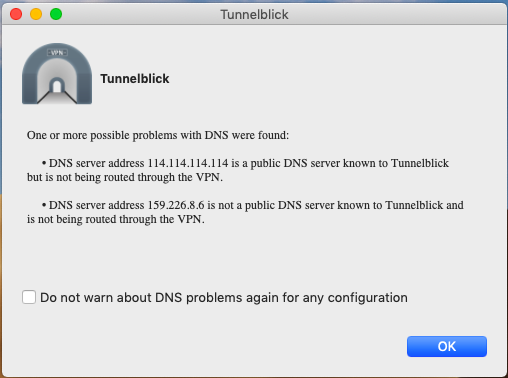 Tunnelblick
VPN
Tunnelblick
One or more possible problems with DNS were found:
• DNS server address 114.114.114.114 is a public DNS server known to Tunnelblick
but is not being routed through the VPN.
• DNS server address 159.226.8.6 is not a public DNS server known to Tunnelblick and
is not being routed through the VPN.
Do not warn about DNS problems again for any configuration
OK